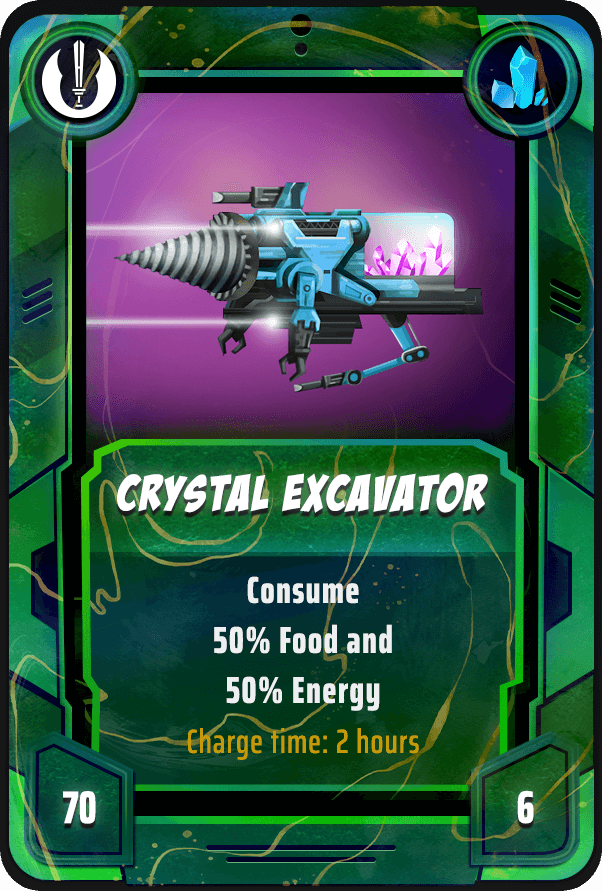 CRYSTAL EXCAVATOR
Consume
50% Food and
50% Energy
Charge time: 2 hours
70
6